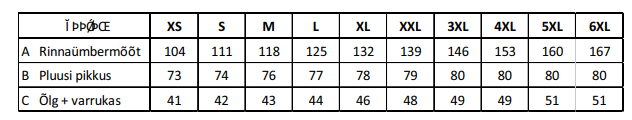 XS S M L XL XXL 3XL 4XL 5XL 6XL
A Rinnaümbermõõt 104 111 118 125 132 139 146 153 160 167
B Pluusi pikkus 73 74 76 77 78 79 80 80 80 80
C Õlg + varrukas 41 42 43 44 46 48 49 49 51 51